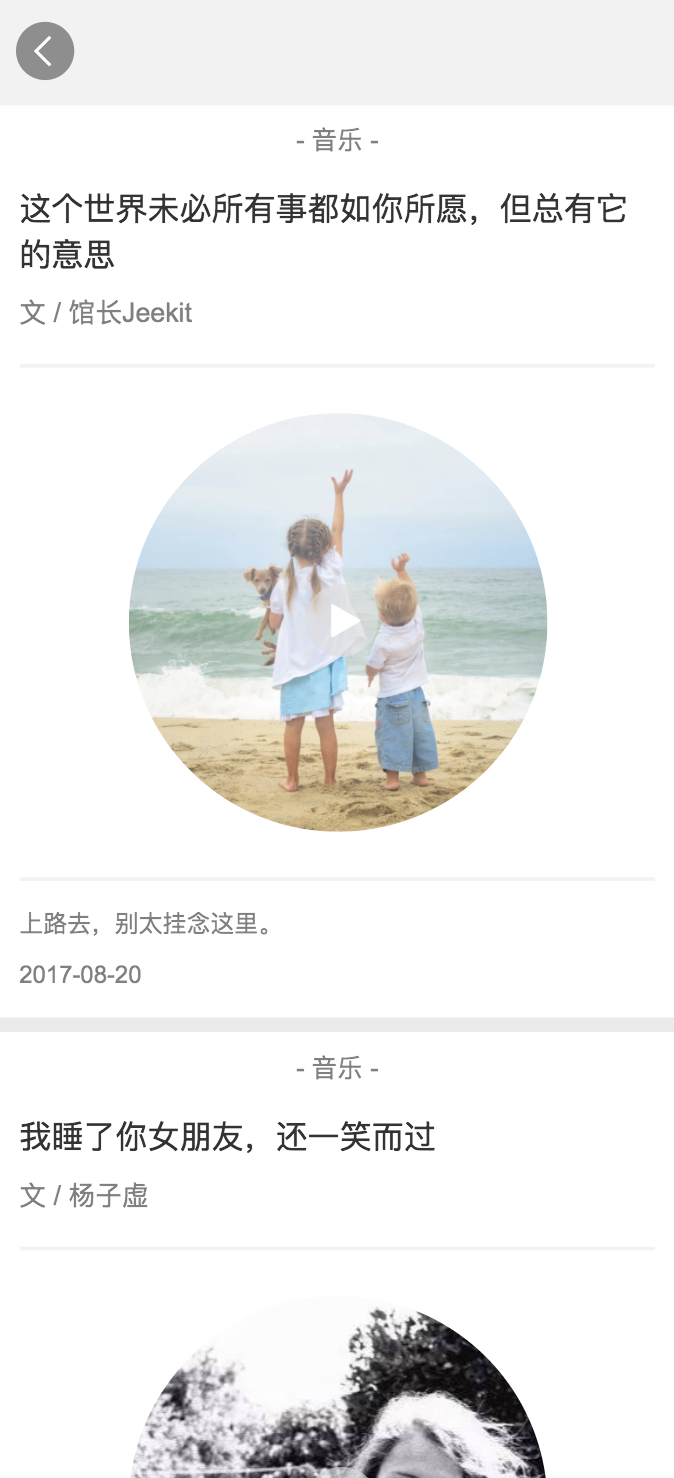 - 音乐 -
这个世界未必所有事都如你所愿，但总有它
的意思
文 / 馆长Jeekit
上路去，别太挂念这里。
2017-08-20
- 音乐 -
我睡了你女朋友，还一笑而过
文 / 杨子虚